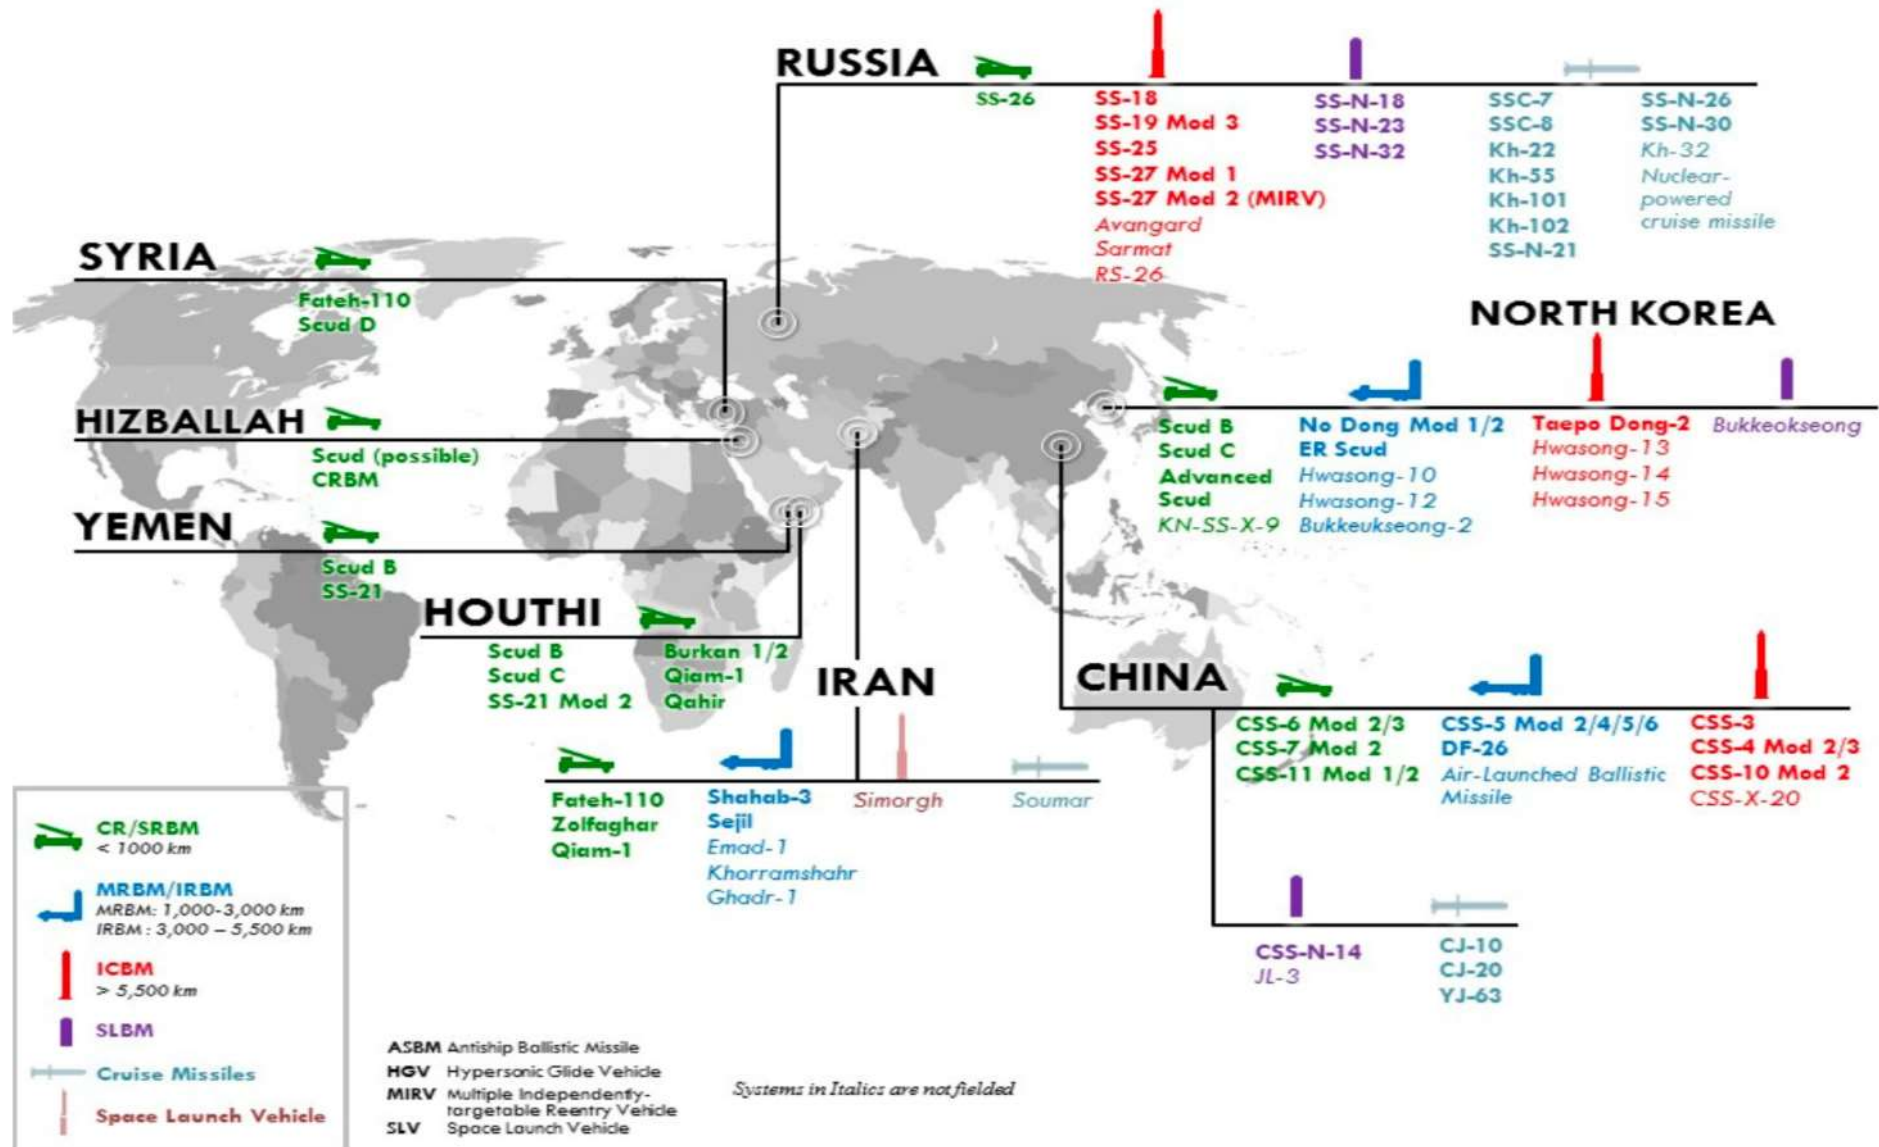 RUSSIA
SS-26
SS-18
SS-19 Mod 3
SS-25
SS-27 Mod 1
SS-27 Mod 2 (MIRV)
Avangard
Sarmat
RS-26
SS-N-18
SS-N-23
SS-N-32
SSC-7
SSC-8
Kh-22
Kh-55
Kh-101
Kh-102
SS-N-21
SS-N-26
SS-N-30
Kh-32
Nuclear-
powered
cruise missile
SYRIA
Fateh-110
Scud D
HIZBALLAH
Scud (possible)
CRBM
YEMEN
Scud B
SS-21
HOUTHI
Scud B
Scud C
SS-21 Mod 2
Burkan 1/2
Qiam-1
Qahir
NORTH KOREA
Scud B
Scud C
Advanced
Scud
KN-SS-X-9
No Dong Mod 1/2
ER Scud
Hwasong-10
Hwasong-12
Bukkeukseong-2
Taepo Dong-2
Hwasong-13
Hwasong-14
Hwasong-15
Bukkeokseong
IRAN
Fateh-110
Zolfaghar
Qiam-1
Shahab-3
Sejil
Emad-1
Khorramshahr
Ghadr-1
Simorgh
Soumar
CHINA
CSS-6 Mod 2/3
CSS-7 Mod 2
CSS-11 Mod 1/2
CSS-5 Mod 2/4/5/6
DF-26
Air-Launched Ballistic
Missile
CSS-3
CSS-4 Mod 2/3
CSS-10 Mod 2
CSS-X-20
CSS-N-14
JL-3
CJ-10
CJ-20
YJ-63
CR/SRBM
< 1000 km
MRBM/IRBM
MRBM: 1,000-3,000 km
IRBM : 3,000 – 5,500 km
ICBM
> 5,500 km
SLBM
Cruise Missiles
Space Launch Vehicle
ASBM Antiship Ballistic Missile
HGV Hypersonic Glide Vehicle
MIRV Multiple Independently-
targetable Reentry Vehicle
SLV Space Launch Vehicle
Systems in Italics are not fielded